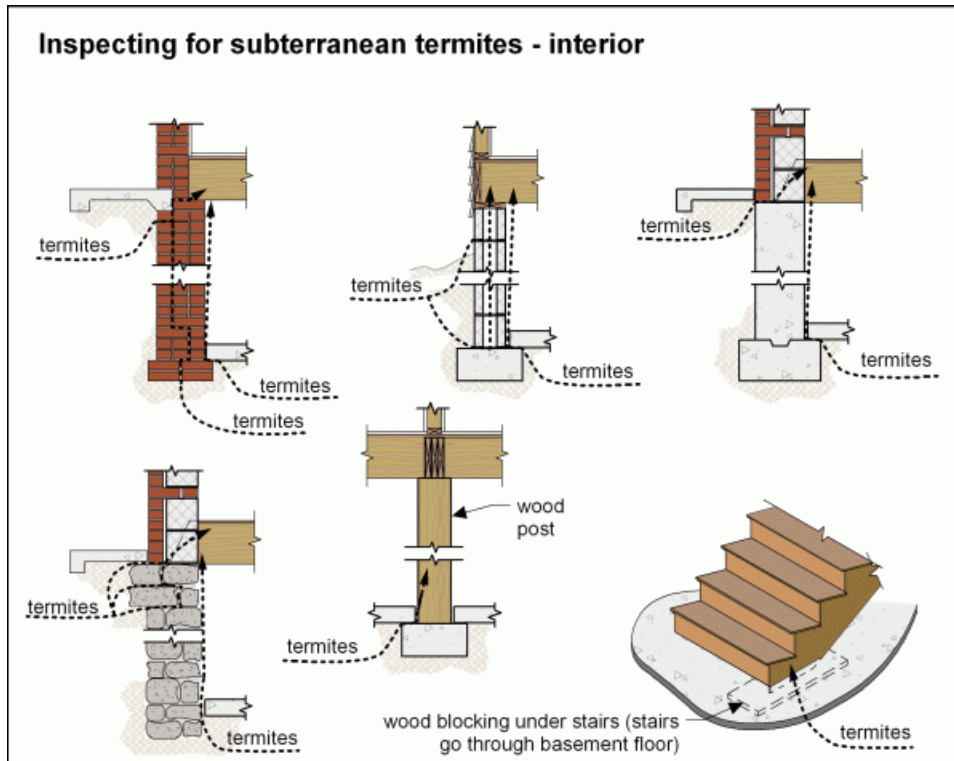 Inspecting for subterranean termites - interior
termites
termites
termites
termites
termites
termites
termites
termites
termites
termites
wood
post
termites
wood blocking under stairs (stairs
go through basement floor)
termites